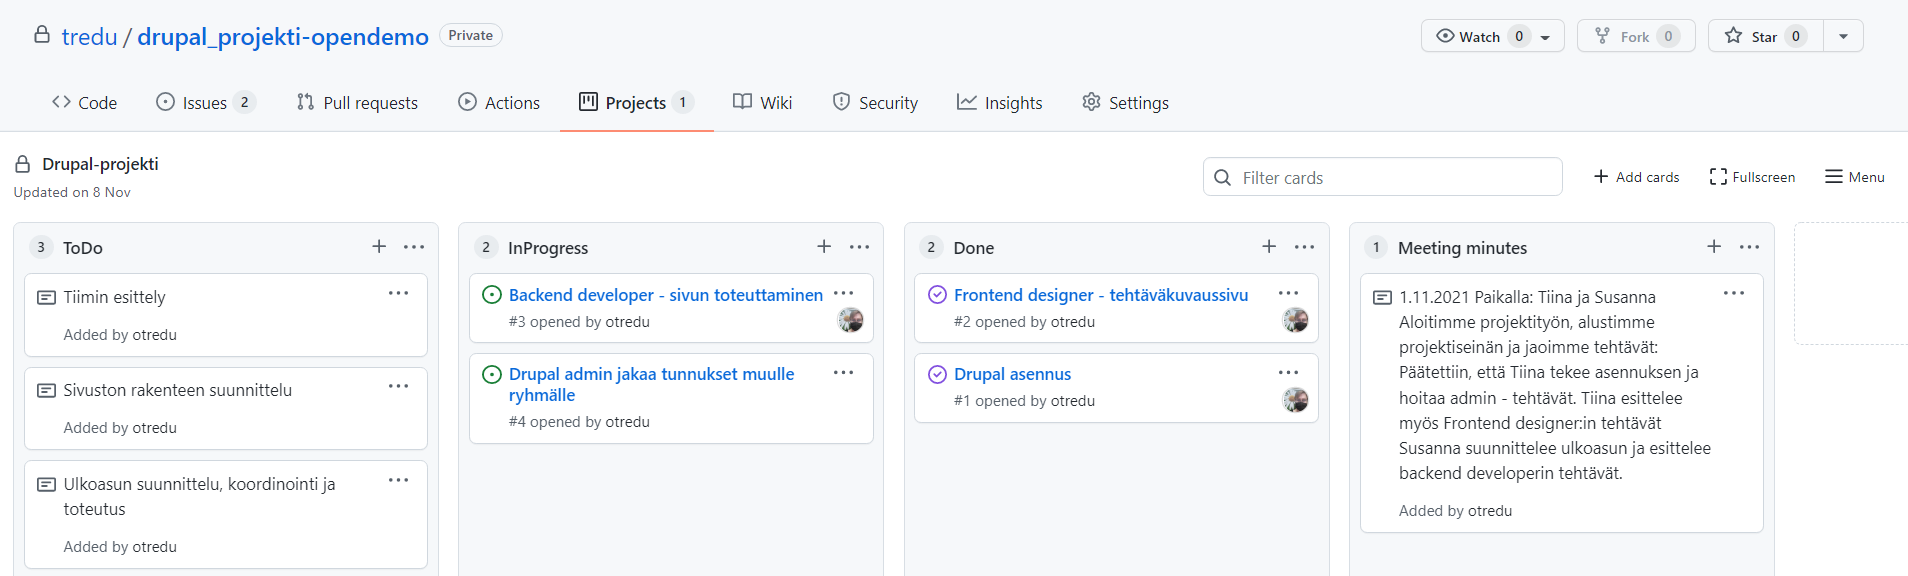 tredu / drupal_projekti-opendemo Private
Watch 0
Fork 0
Star 0
Code
Issues 2
Pull requests
Actions
Projects 1
Wiki
Security
Insights
Settings
Drupal-projekti
Updated on 8 Nov
Filter cards
Add cards
Fullscreen
Menu
3 ToDo
Tiimin esittely
Added by otredu
Sivuston rakenteen suunnittelu
Added by otredu
Ulkoasun suunnittelu, koordinointi ja
toteutus
Added by otredu
2 InProgress
Backend developer - sivun toteuttaminen
#3 opened by otredu
Drupal admin jakaa tunnukset muulle
ryhmälle
#4 opened by otredu
2 Done
Frontend designer - tehtäväkuvaussivu
#2 opened by otredu
Drupal asennus
#1 opened by otredu
1 Meeting minutes
1.11.2021 Paikalla: Tiina ja Susanna
Aloitimme projektityön, alustimme
projektiseinän ja jaoimme tehtävät:
Päätettiin, että Tiina tekee asennuksen ja
hoitaa admin - tehtävät. Tiina esittelee
myös Frontend designer:in tehtävät
Susanna suunnittelee ulkoasun ja esittelee
backend developerin tehtävät.
Added by otredu